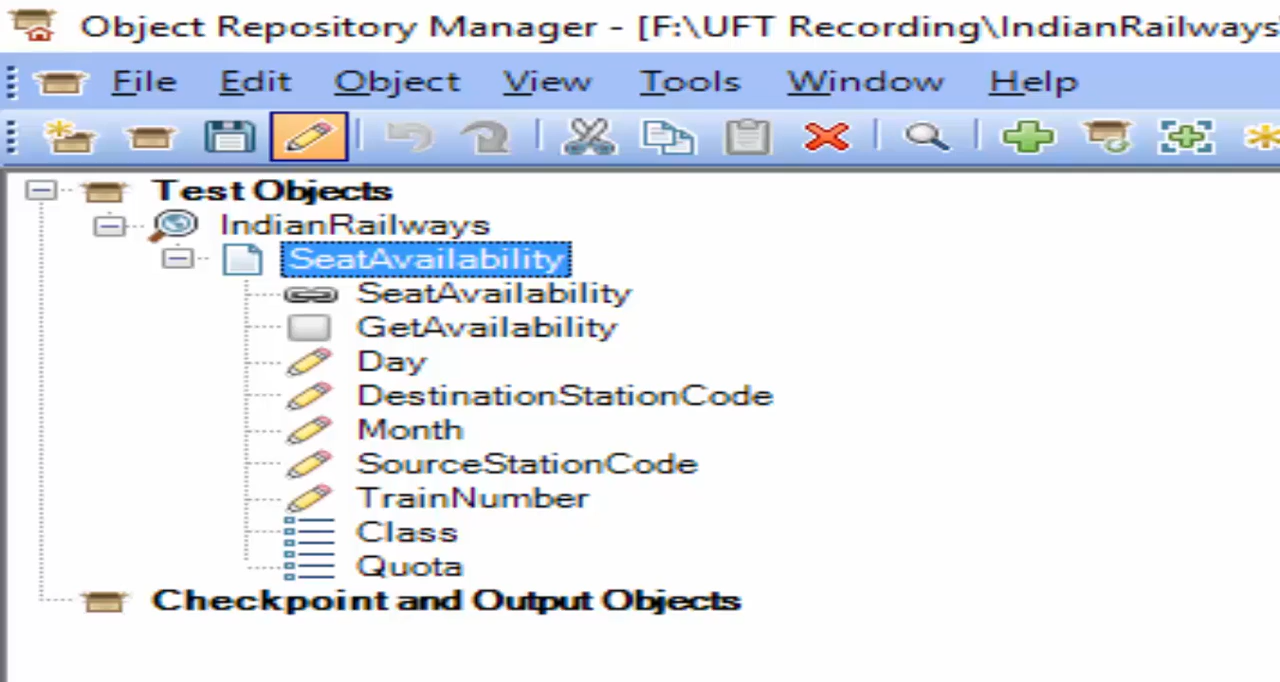 Object Repository Manager - [F:\UFT Recording\IndianRailways
File Edit Object View Tools Window Help
Test Objects
IndianRailways
SeatAvailability
SeatAvailability
GetAvailability
Day
DestinationStationCode
Month
SourceStationCode
TrainNumber
Class
Quota
Checkpoint and Output Objects